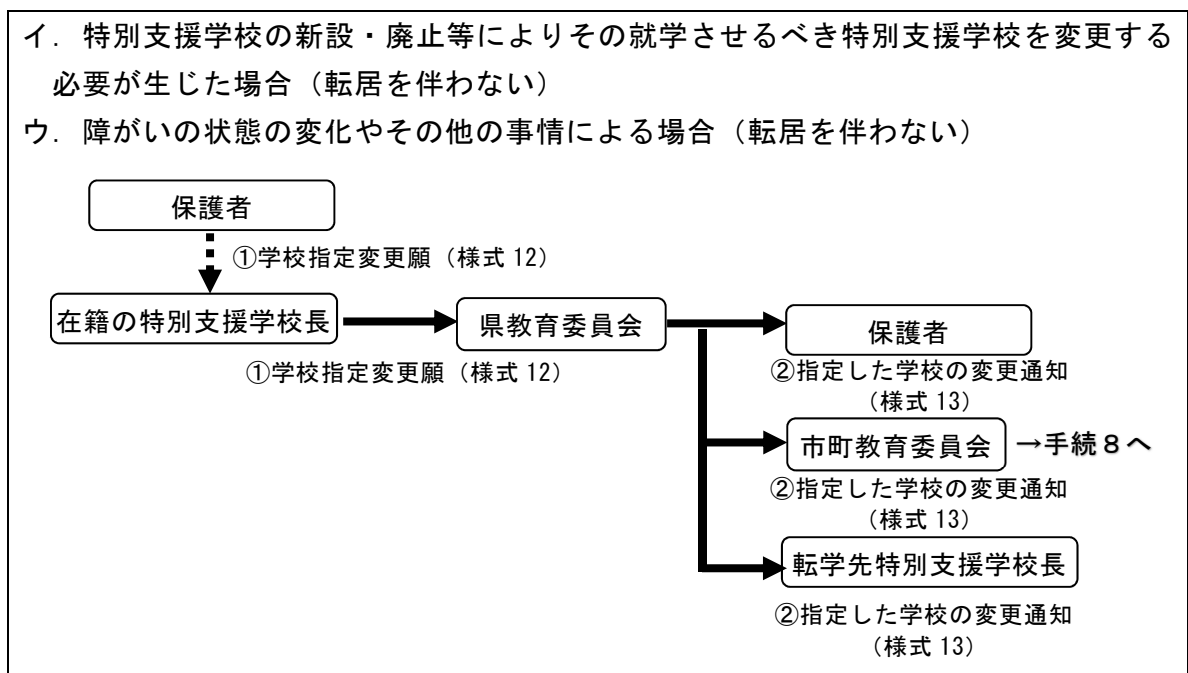 イ．特別支援学校の新設・廃止等によりその就学させるべき特別支援学校を変更する
必要が生じた場合（転居を伴わない）
ウ．障がいの状態の変化やその他の事情による場合（転居を伴わない）
保護者
①学校指定変更願（様式 12）
在籍の特別支援学校長
①学校指定変更願（様式 12）
県教育委員会
保護者
②指定した学校の変更通知
（様式 13）
市町教育委員会 →手続８へ
②指定した学校の変更通知
（様式 13）
転学先特別支援学校長
②指定した学校の変更通知
（様式 13）